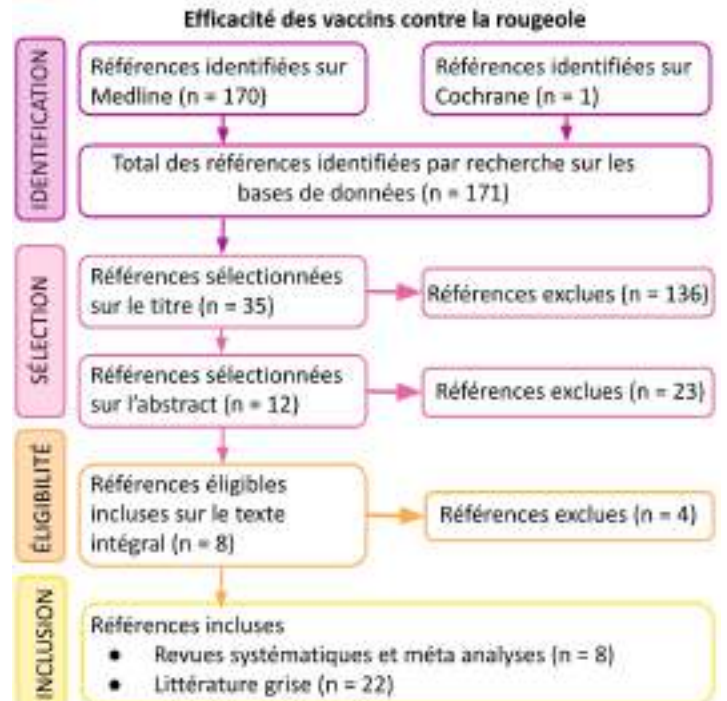 Efficacité des vaccins contre la rougeole
IDENTIFICATION
Références identifiées sur
Medline (n = 170)
Références identifiées sur
Cochrane (n = 1)
Total des références identifiées par recherche sur les
bases de données (n = 171)
SÉLECTION
Références sélectionnées
sur le titre (n = 35)
Références exclues (n = 136)
Références sélectionnées
sur l'abstract (n = 12)
Références exclues (n = 23)
ÉLIGIBILITÉ
Références éligibles
incluses sur le texte
intégral (n = 8)
Références exclues (n = 4)
INCLUSION
Références incluses
● Revues systématiques et méta analyses (n = 8)
● Littérature grise (n = 22)